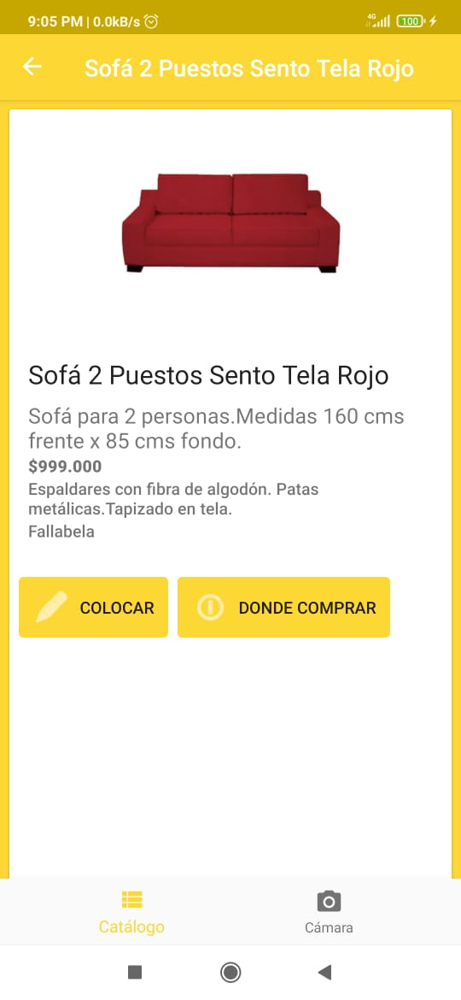 9:05 PM | 0.0kB/s
4G
100
Sofá 2 Puestos Sento Tela Rojo
Sofá 2 Puestos Sento Tela Rojo
Sofá para 2 personas.Medidas 160 cms
frente x 85 cms fondo.
$999.000
Espaldares con fibra de algodón. Patas
metálicas.Tapizado en tela.
Fallabela
COLOCAR
DONDE COMPRAR
Catálogo
Cámara